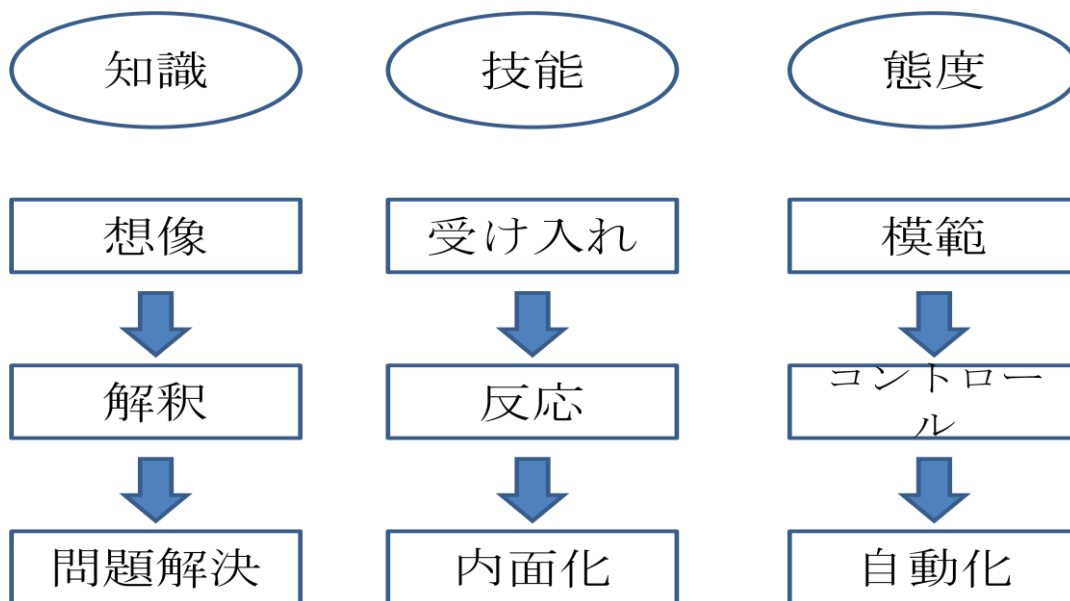 知識
技能
態度
想像
受け入れ
模範
解釈
反応
コントロー
ル
問題解決
内面化
自動化